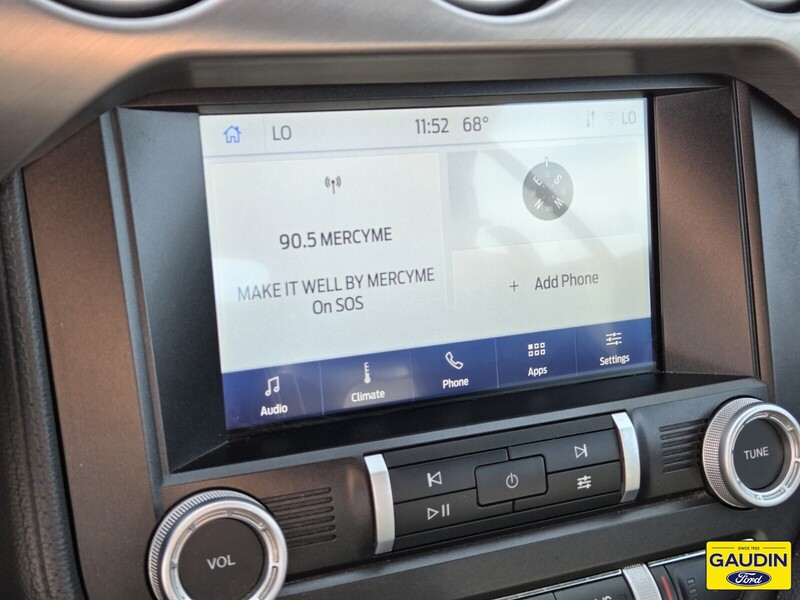 LO 11:52 68° LO
90.5 MERCYME
MAKE IT WELL BY MERCYME
On SOS
S
E W
N
+ Add Phone
Audio Climate Phone Apps Settings
VOL
TUNE
SINCE 1922
GAUDIN
Ford